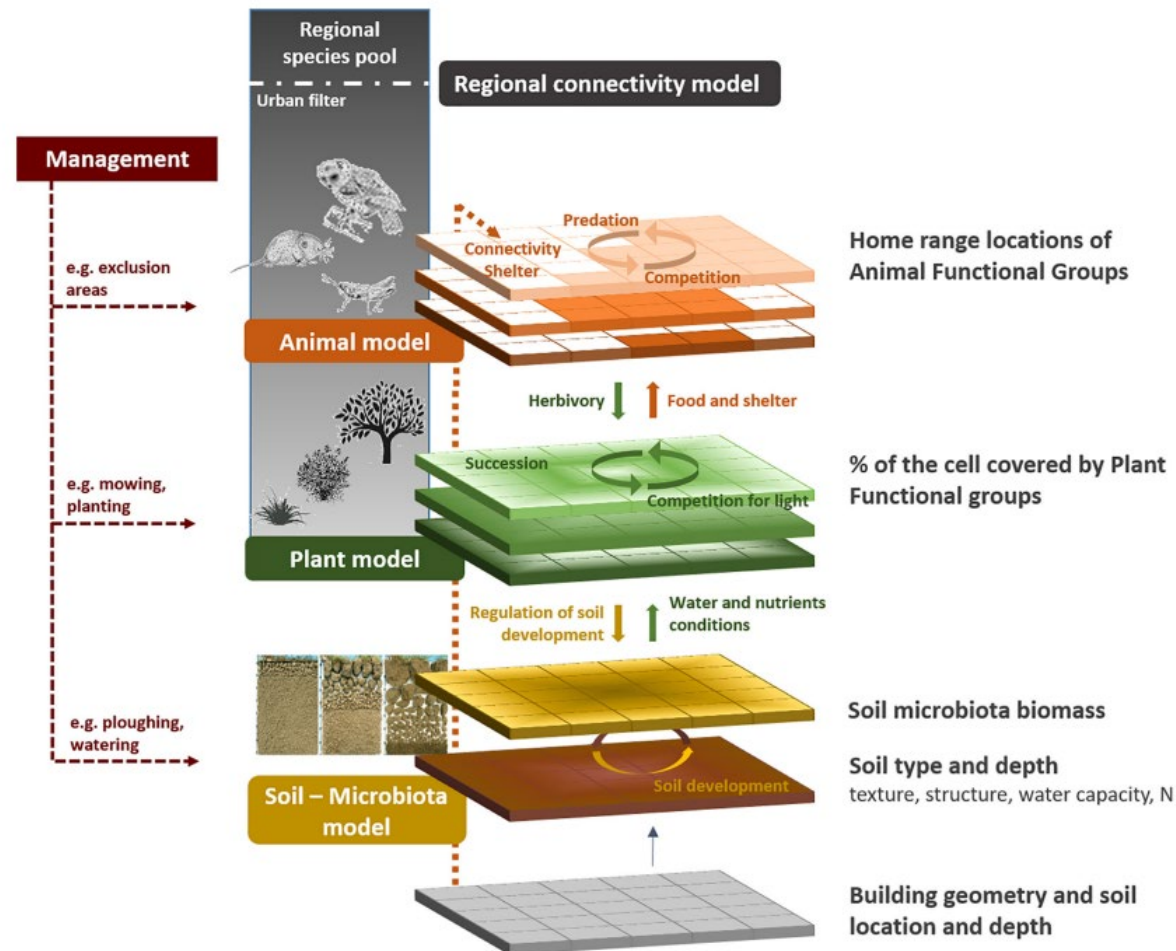 Regional
species pool
Regional connectivity model
Urban filter
Management
Predation
Connectivity
Shelter
Competition
Home range locations of
Animal Functional Groups
e.g. exclusion
areas
Animal model
Herbivory
Food and shelter
Succession
Competition for light
% of the cell covered by Plant
Functional groups
e.g. mowing,
planting
Plant model
Regulation of soil
development
Water and nutrients
conditions
e.g. ploughing,
watering
Soil microbiota biomass
Soil type and depth
texture, structure, water capacity, N
Soil development
Soil – Microbiota
model
Building geometry and soil
location and depth